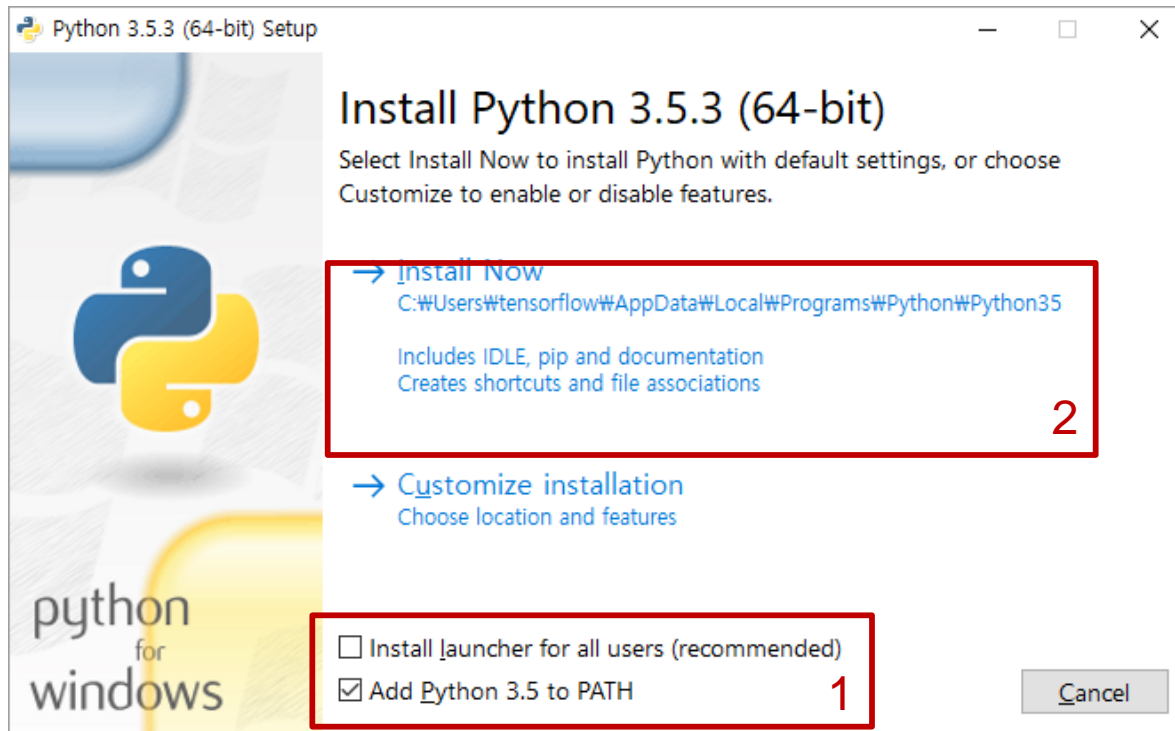 Python 3.5.3 (64-bit) Setup
Install Python 3.5.3 (64-bit)
Select Install Now to install Python with default settings, or choose
Customize to enable or disable features.
→ Install Now
C:₩Users₩tensorflow₩AppData₩Local₩Programs₩Python₩Python35
Includes IDLE, pip and documentation
Creates shortcuts and file associations
2
→ Customize installation
Choose location and features
python
for
windows
Install launcher for all users (recommended)
Add Python 3.5 to PATH
1
Cancel